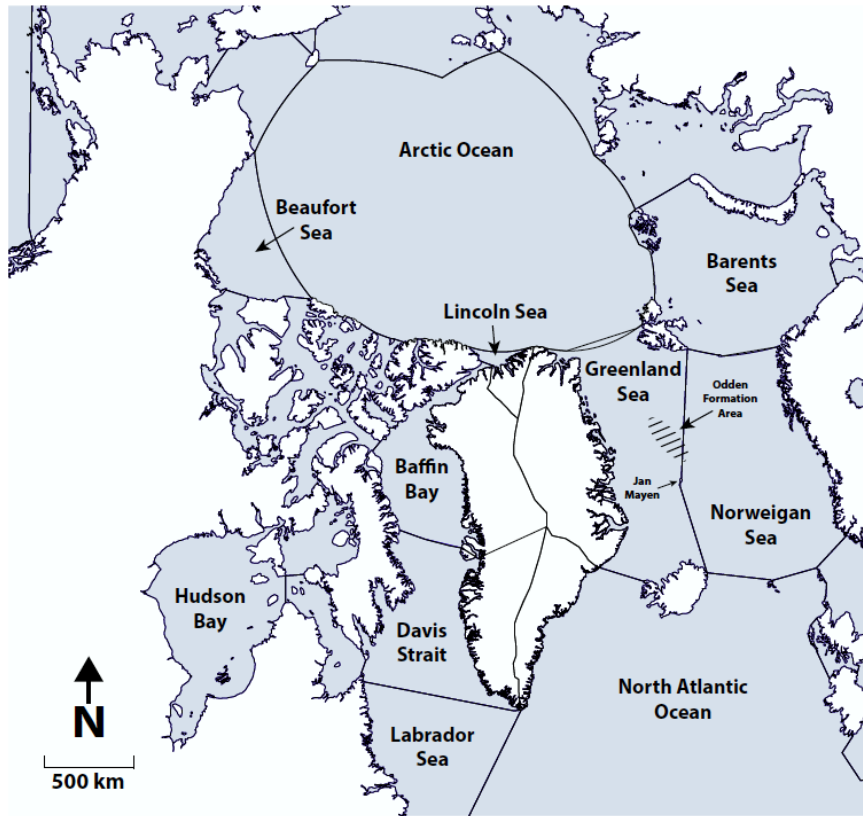 Arctic Ocean
Beaufort
Sea
Barents
Sea
Lincoln Sea
Greenland
Sea
Odden
Formation
Area
Baffin
Bay
Jan
Mayen
Norweigan
Sea
Hudson
Bay
Davis
Strait
N
North Atlantic
Ocean
Labrador
Sea
500 km